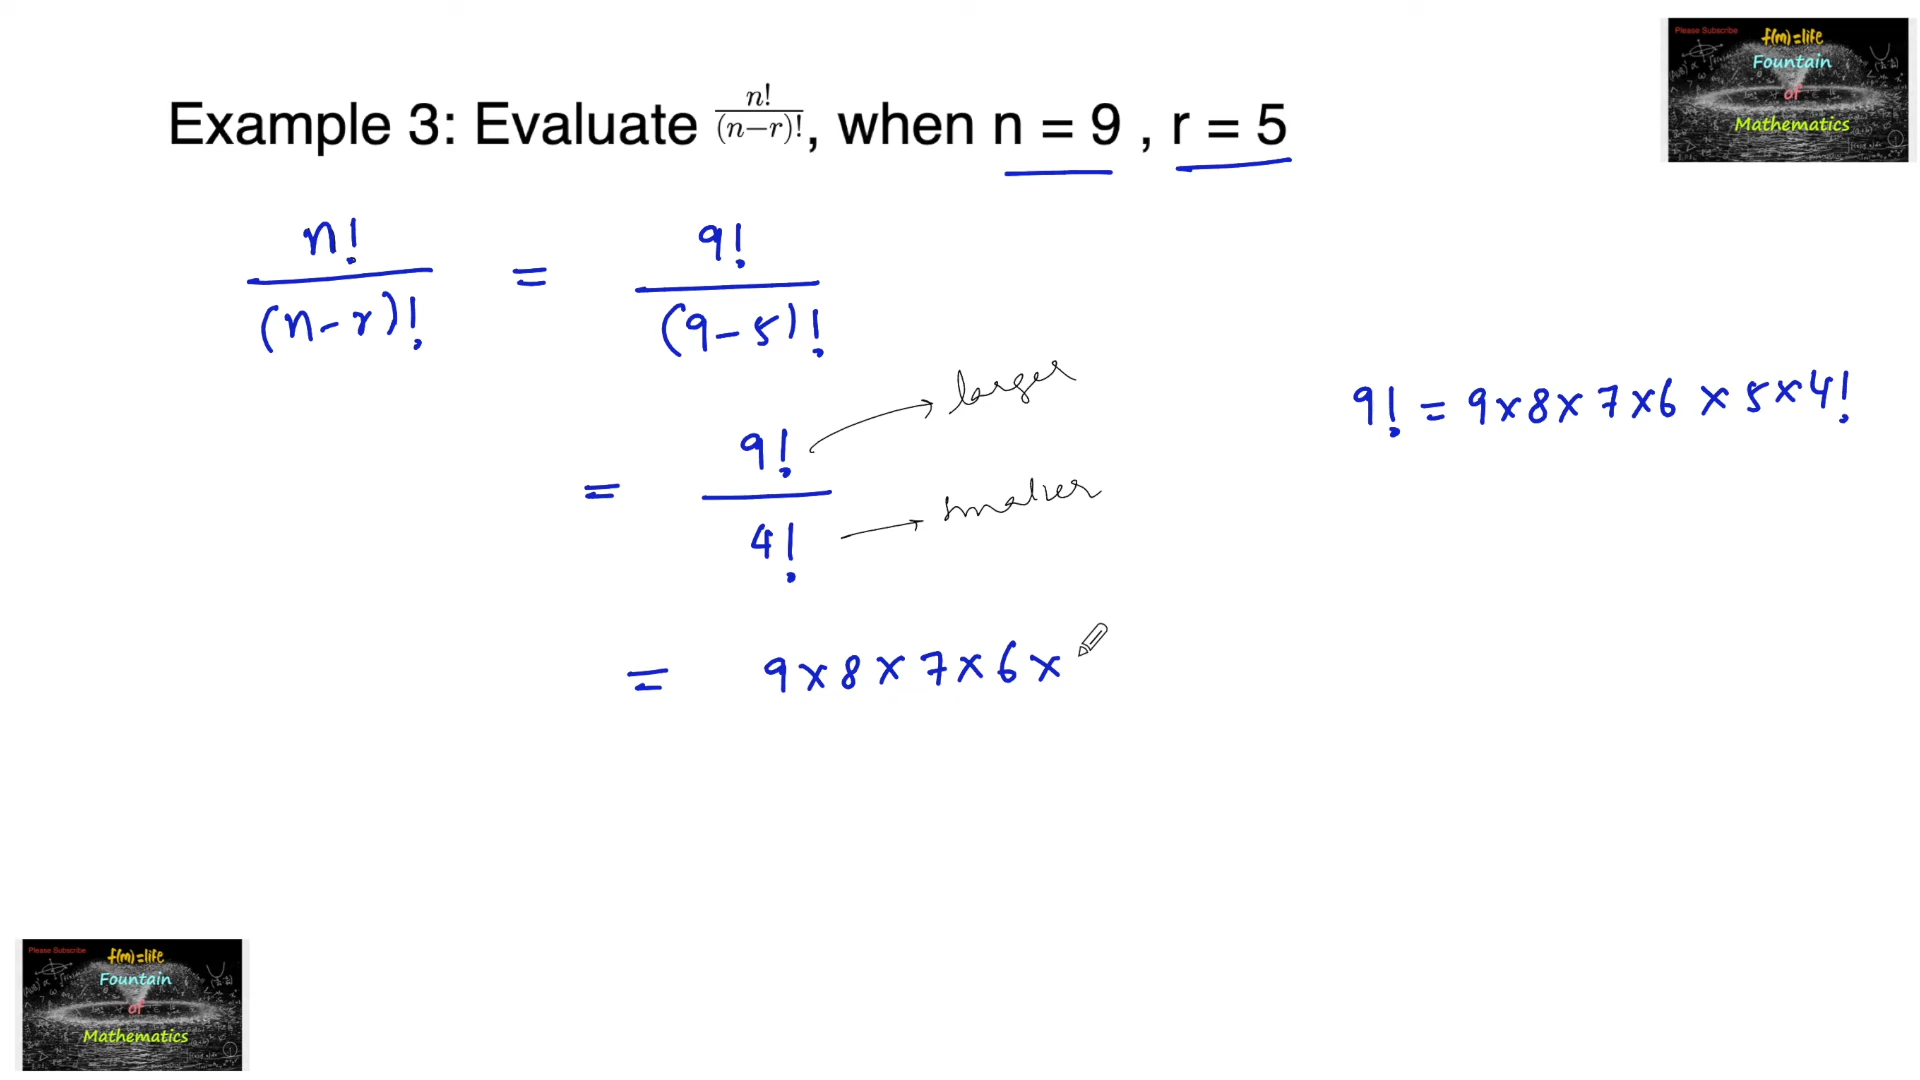 Please Subscribe
f(m)=life
Fountain
of
Mathematics
Example 3: Evaluate n!/(n−r)!, when n = 9 , r = 5
n!/(n-r)! = 9!/(9-5)!
larger
9! = 9×8×7×6×5×4!
= 9!/4!
smaller
= 9×8×7×6×
Please Subscribe
f(m)=life
Fountain
of
Mathematics